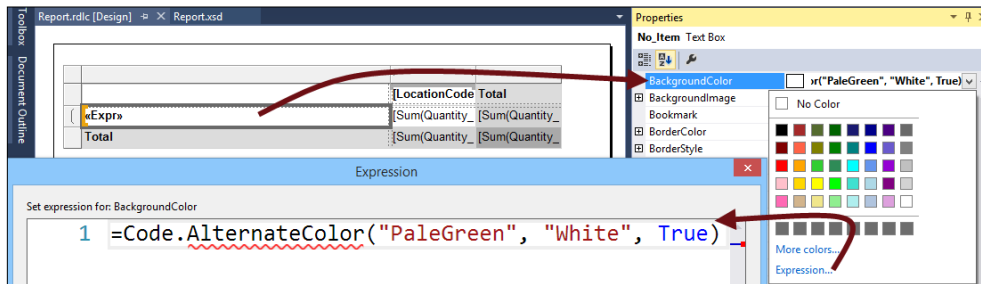 Toolbox
Document Outline
Report.rdlc [Design] Report.xsd
[LocationCode Total
«Expr» [Sum(Quantity_ [Sum(Quantity_
Total [Sum(Quantity_ [Sum(Quantity_
Properties
No_Item Text Box
BackgroundColor or("PaleGreen", "White", True)
BackgroundImage
Bookmark
BorderColor
BorderStyle
No Color
More colors...
Expression...
Expression
Set expression for: BackgroundColor
1 =Code.AlternateColor("PaleGreen", "White", True)